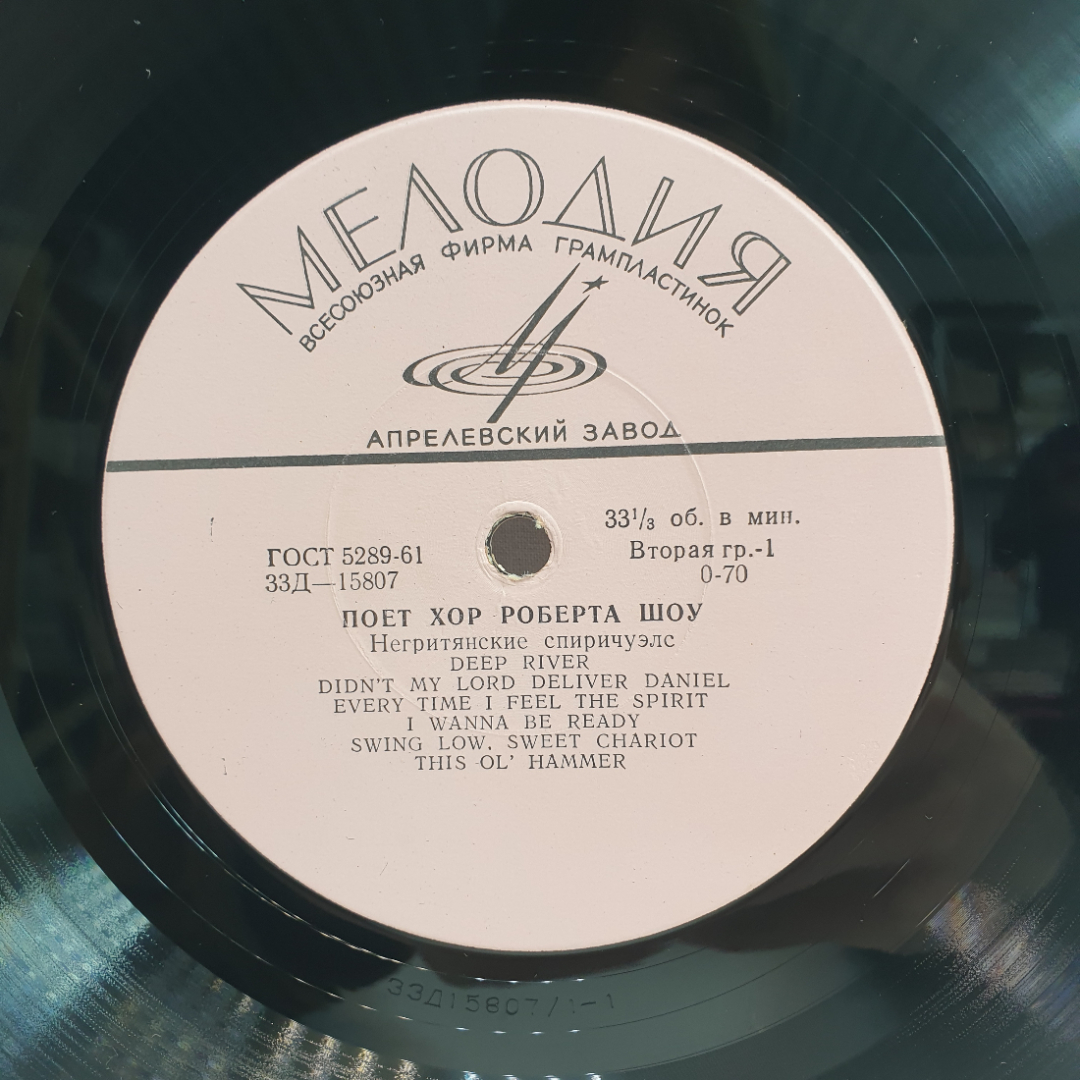 МЕЛОДИЯ
ВСЕСОЮЗНАЯ ФИРМА ГРАМПЛАСТИНОК
АПРЕЛЕВСКИЙ ЗАВОД
33⅓ об. в мин.
ГОСТ 5289-61
Вторая гр.-1
33Д—15807
0-70
ПОЕТ ХОР РОБЕРТА ШОУ
Негритянские спиричуэлс
DEEP RIVER
DIDN'T MY LORD DELIVER DANIEL
EVERY TIME I FEEL THE SPIRIT
I WANNA BE READY
SWING LOW, SWEET CHARIOT
THIS OL' HAMMER
33Д15807/1-1